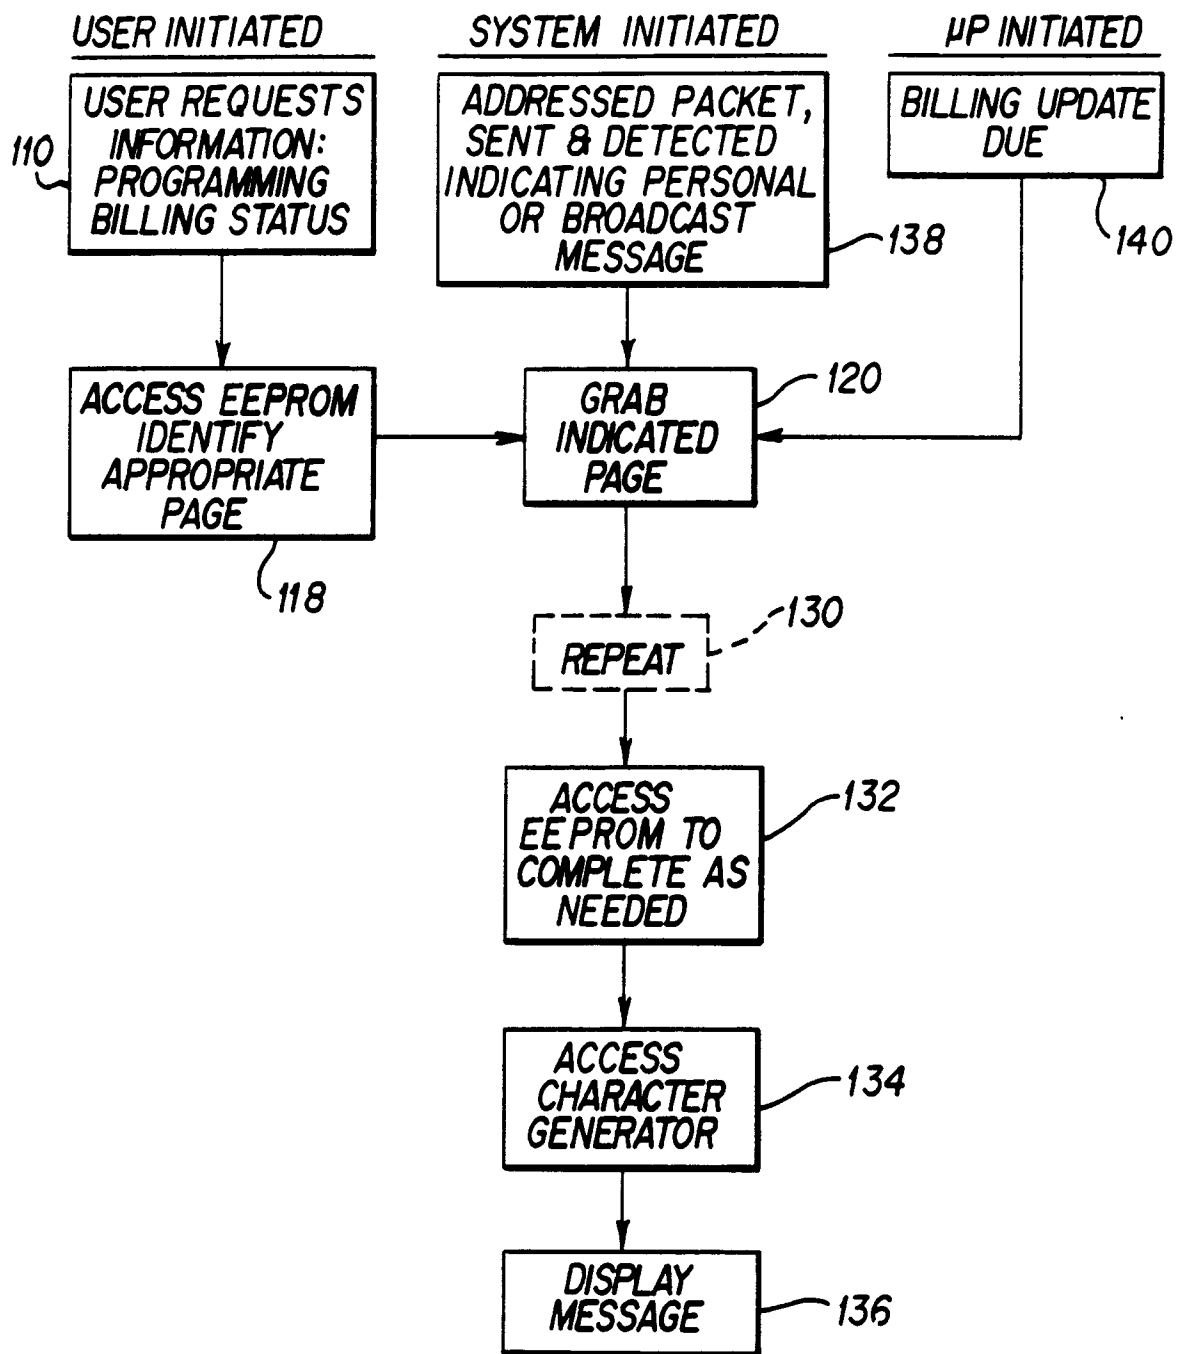 USER INITIATED
SYSTEM INITIATED
µP INITIATED
110
USER REQUESTS
INFORMATION:
PROGRAMMING
BILLING STATUS
ADDRESSED PACKET,
SENT & DETECTED
INDICATING PERSONAL
OR BROADCAST
MESSAGE
138
BILLING UPDATE
DUE
140
ACCESS EEPROM
IDENTIFY
APPROPRIATE
PAGE
118
GRAB
INDICATED
PAGE
120
REPEAT
130
ACCESS
EEPROM TO
COMPLETE AS
NEEDED
132
ACCESS
CHARACTER
GENERATOR
134
DISPLAY
MESSAGE
136